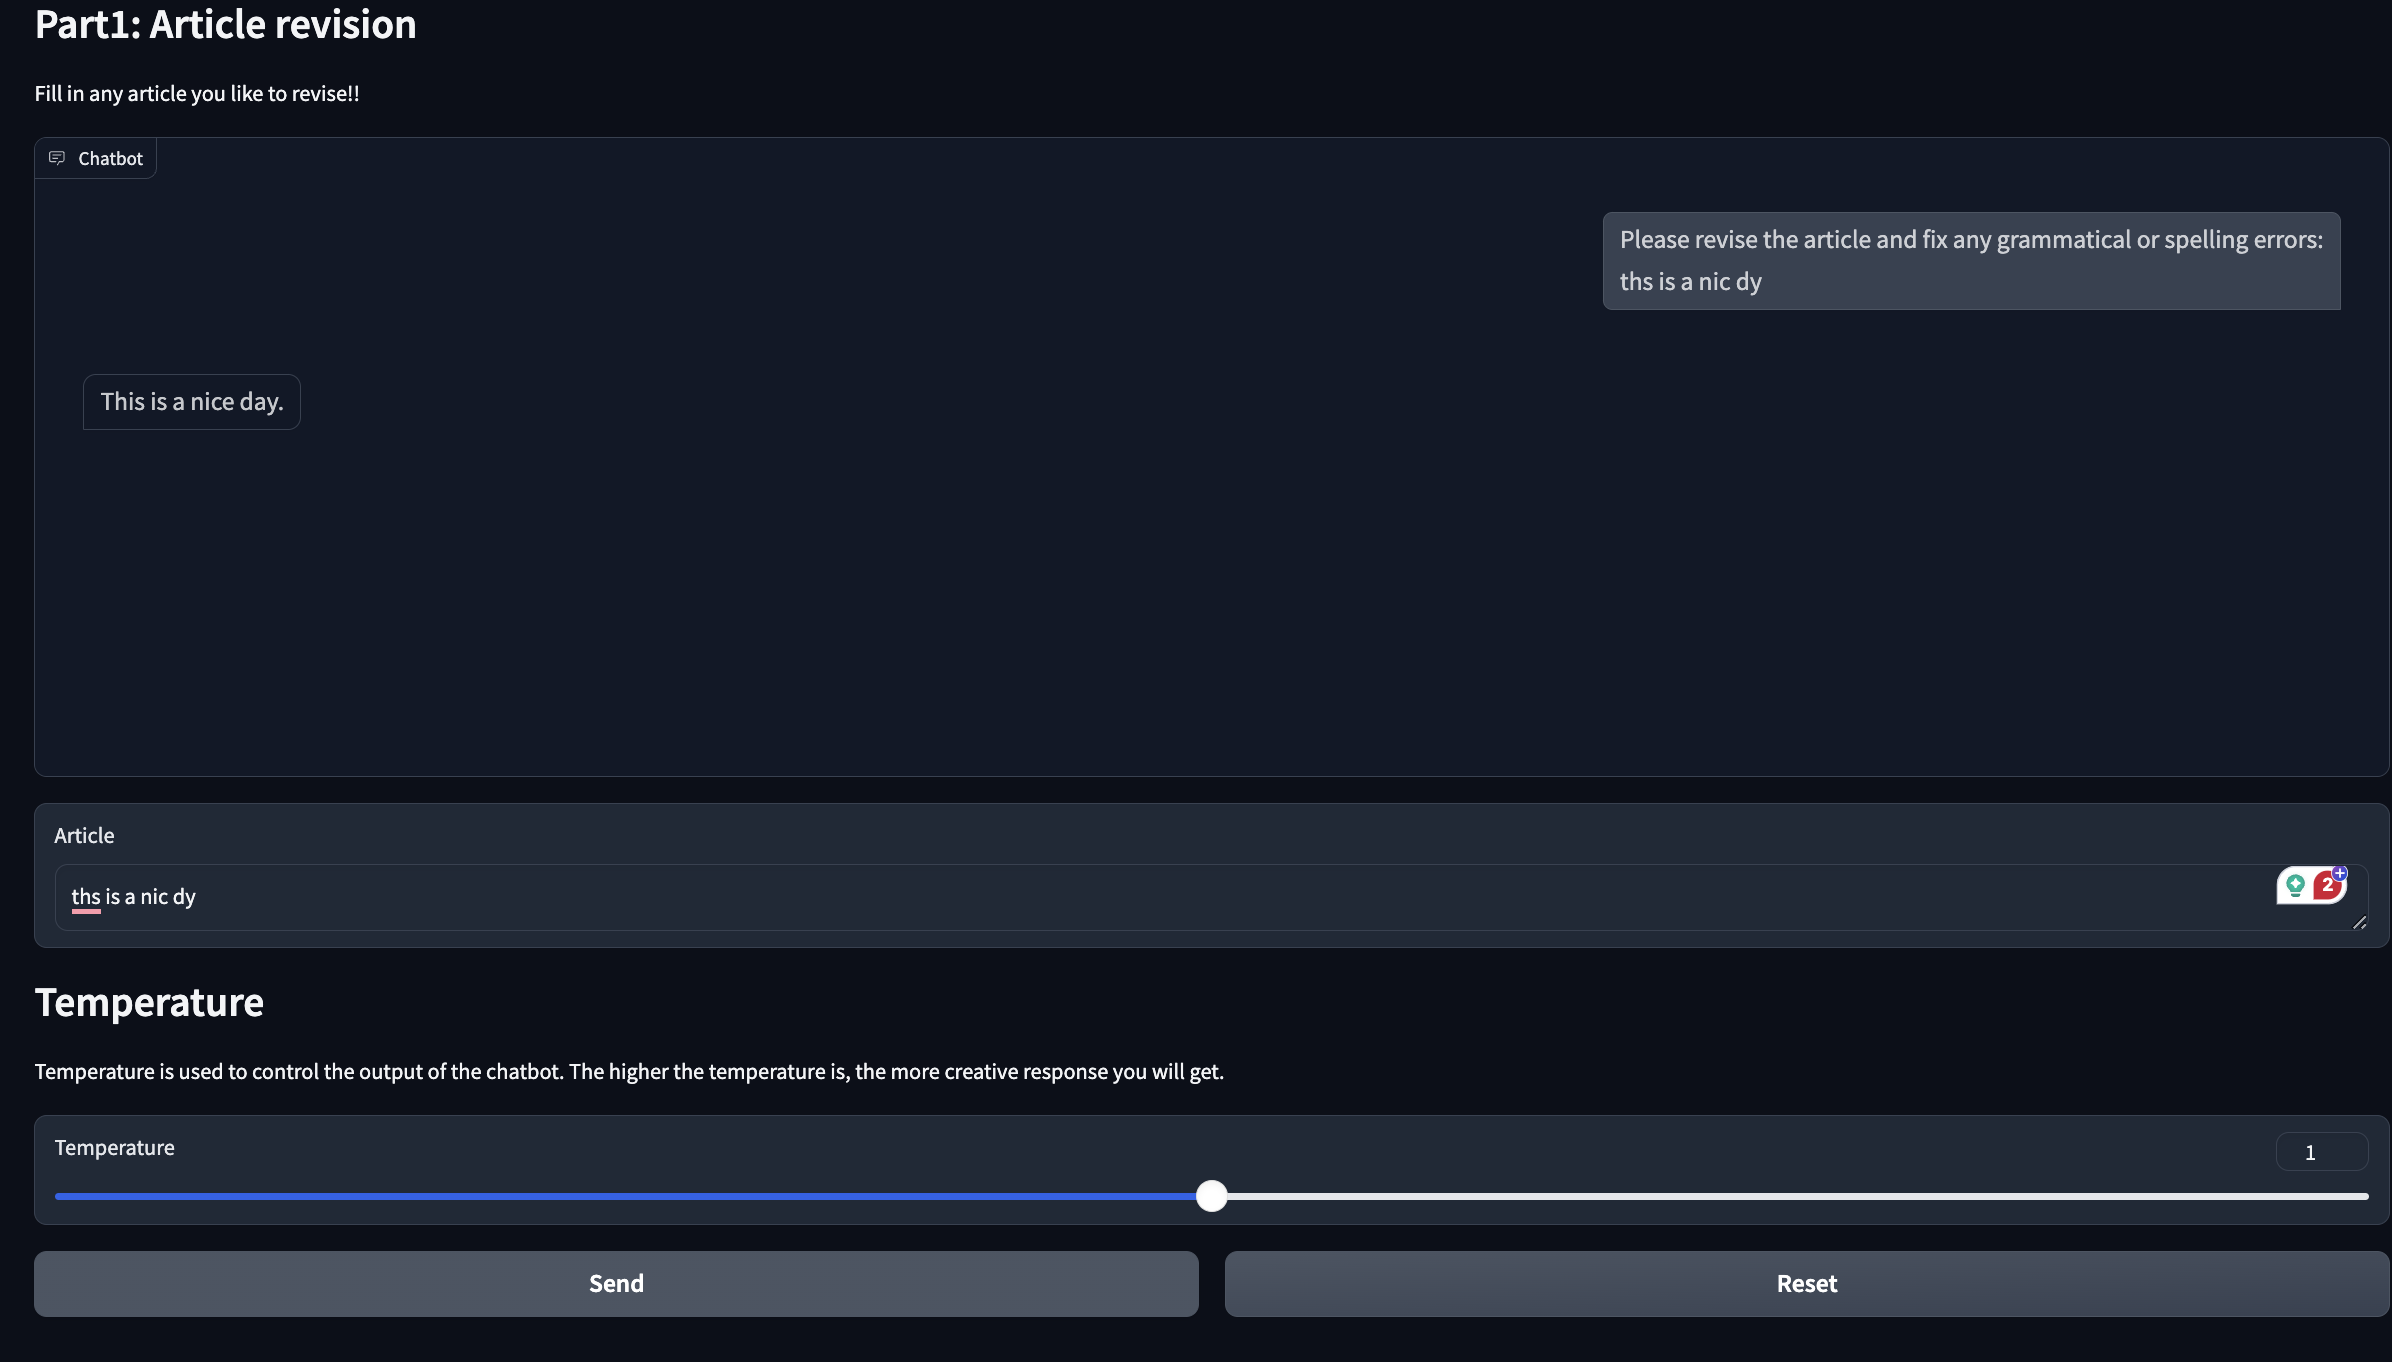 Part1: Article revision
Fill in any article you like to revise!!
Chatbot
Please revise the article and fix any grammatical or spelling errors:
ths is a nic dy
This is a nice day.
Article
ths is a nic dy
2
Temperature
Temperature is used to control the output of the chatbot. The higher the temperature is, the more creative response you will get.
Temperature
1
Send
Reset